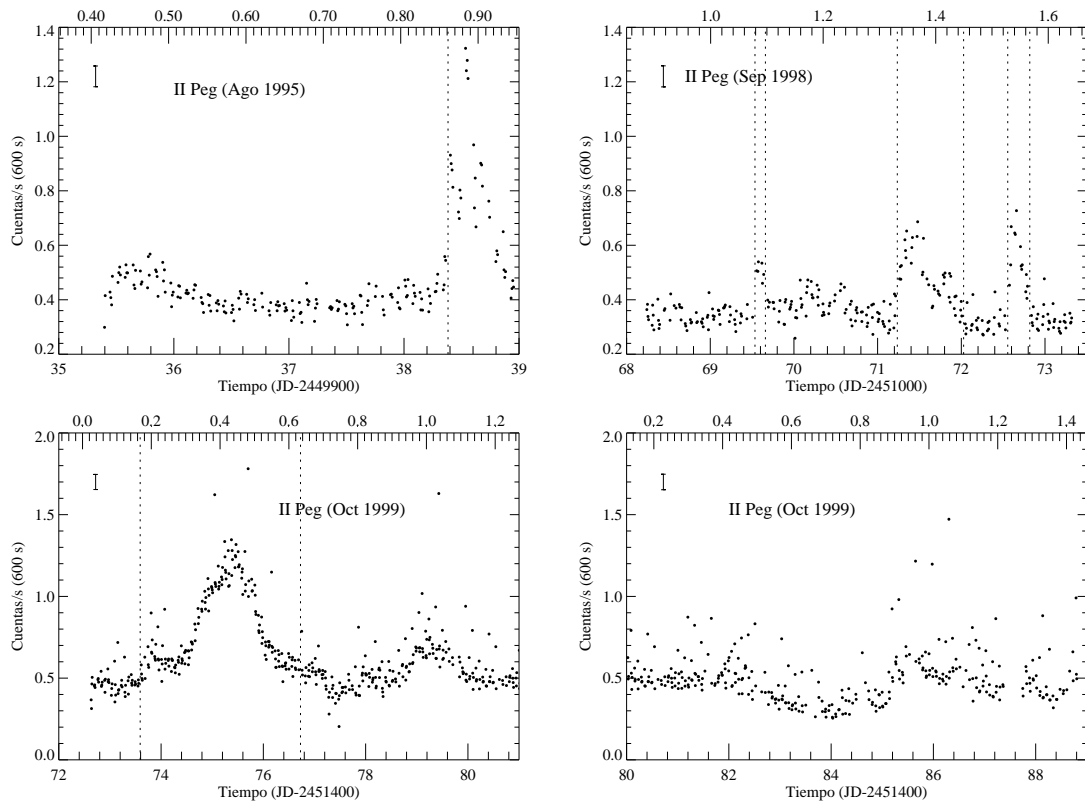 0.40 0.50 0.60 0.70 0.80 0.90
1.4
1.2
1.0
0.8
0.6
0.4
0.2
Cuentas/s (600 s)
II Peg (Ago 1995)
35 36 37 38 39
Tiempo (JD-2449900)
1.0 1.2 1.4 1.6
1.4
1.2
1.0
0.8
0.6
0.4
0.2
Cuentas/s (600 s)
II Peg (Sep 1998)
68 69 70 71 72 73
Tiempo (JD-2451000)
0.0 0.2 0.4 0.6 0.8 1.0 1.2
2.0
1.5
1.0
0.5
0.0
Cuentas/s (600 s)
II Peg (Oct 1999)
72 74 76 78 80
Tiempo (JD-2451400)
0.2 0.4 0.6 0.8 1.0 1.2 1.4
2.0
1.5
1.0
0.5
0.0
Cuentas/s (600 s)
II Peg (Oct 1999)
80 82 84 86 88
Tiempo (JD-2451400)